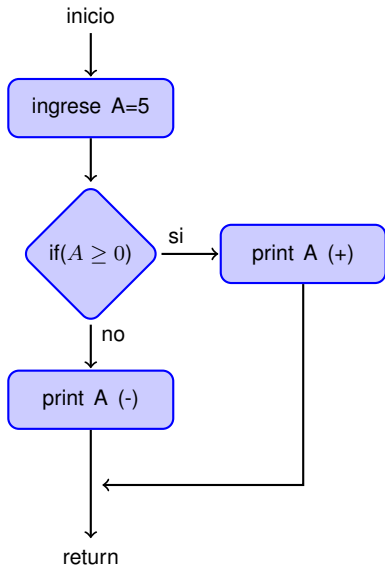 inicio
ingrese A=5
if(A ≥ 0)
si
print A (+)
no
print A (-)
return